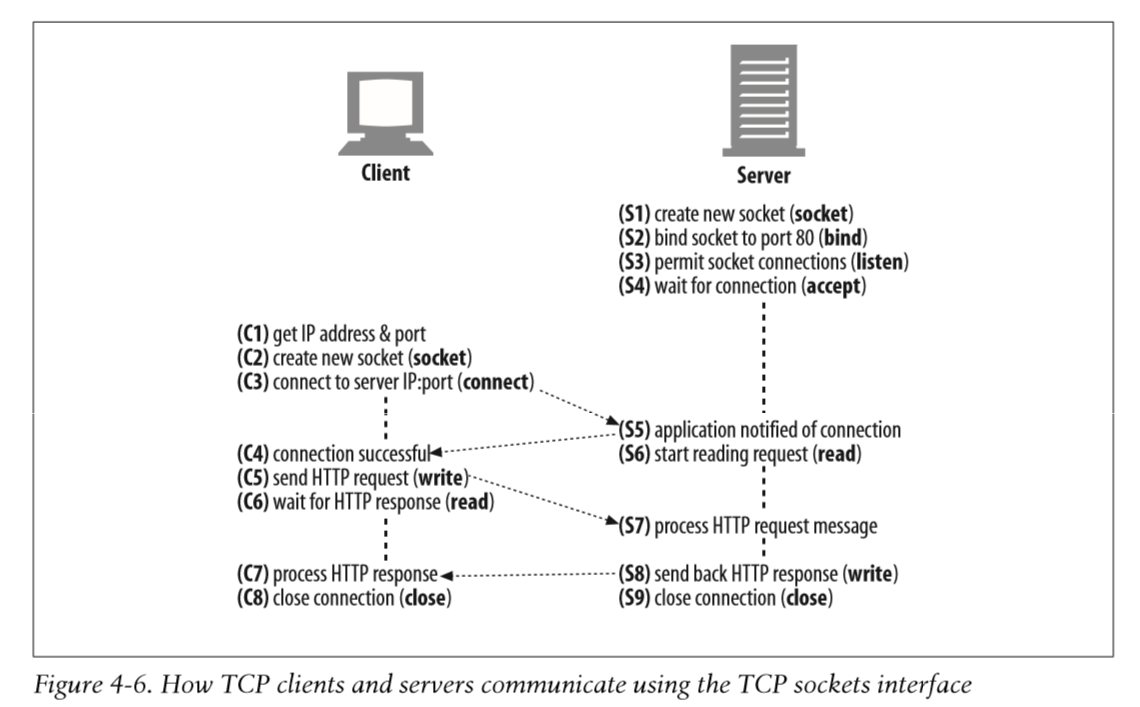 Client
Server
(S1) create new socket (socket)
(S2) bind socket to port 80 (bind)
(S3) permit socket connections (listen)
(S4) wait for connection (accept)
(C1) get IP address & port
(C2) create new socket (socket)
(C3) connect to server IP:port (connect)
(S5) application notified of connection
(C4) connection successful
(S6) start reading request (read)
(C5) send HTTP request (write)
(C6) wait for HTTP response (read)
(S7) process HTTP request message
(C7) process HTTP response
(S8) send back HTTP response (write)
(C8) close connection (close)
(S9) close connection (close)
Figure 4-6. How TCP clients and servers communicate using the TCP sockets interface